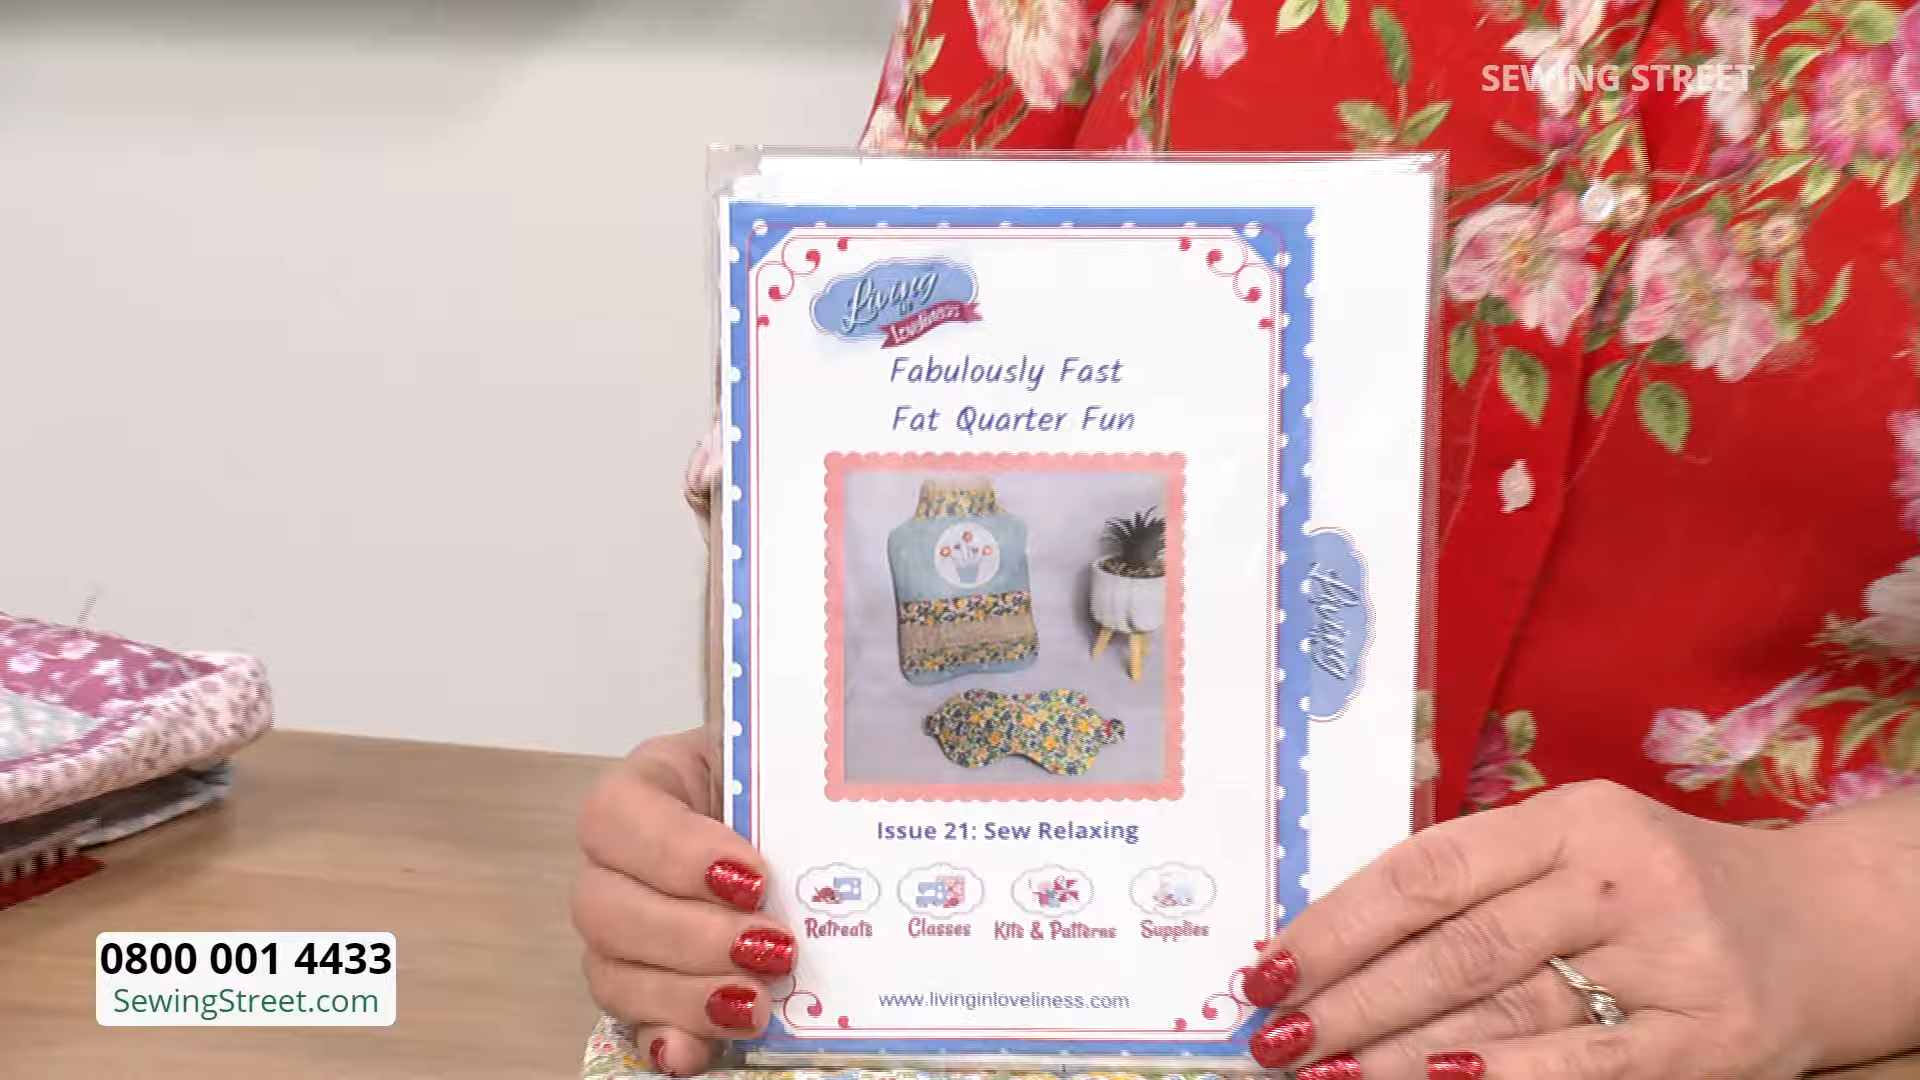 SEWING STREET
Living
in
Loveliness
Fabulously Fast
Fat Quarter Fun
Living
Issue 21: Sew Relaxing
Retreats Classes Kits & Patterns Supplies
www.livinginloveliness.com
0800 001 4433
SewingStreet.com